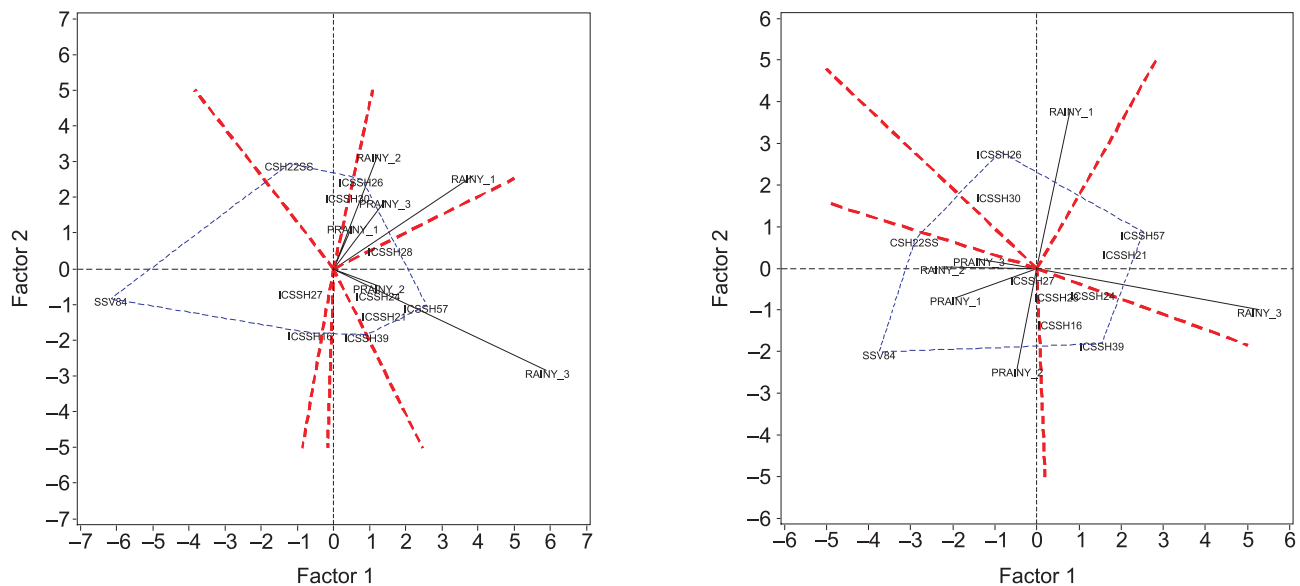 7
6
5
4
3
2
1
0
–1
–2
–3
–4
–5
–6
–7
Factor 2
RAINY_2
CSH22SS
ICSSH26
RAINY_1
ICSSH30
PRAINY_3
PRAINY_1
ICSSH28
PRAINY_2
ICSSH27
ICSSH24
SSV84
ICSSH57
ICSSH21
ICSSH16
ICSSH39
RAINY_3
–7 –6 –5 –4 –3 –2 –1 0 1 2 3 4 5 6 7
Factor 1
6
5
4
3
2
1
0
–1
–2
–3
–4
–5
–6
Factor 2
RAINY_1
ICSSH26
ICSSH30
ICSSH57
CSH22SS
ICSSH21
PRAINY_3
RAINY_2
ICSSH27
PRAINY_1
ICSSH24
RAINY_3
ICSSH16
ICSSH39
SSV84
PRAINY_2
–6 –5 –4 –3 –2 –1 0 1 2 3 4 5 6
Factor 1